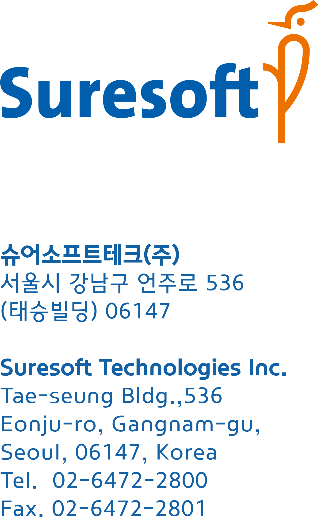 Suresoft
슈어소프트테크(주)
서울시 강남구 언주로 536
(태승빌딩) 06147
Suresoft Technologies Inc.
Tae-seung Bldg.,536
Eonju-ro, Gangnam-gu,
Seoul, 06147, Korea
Tel. 02-6472-2800
Fax. 02-6472-2801